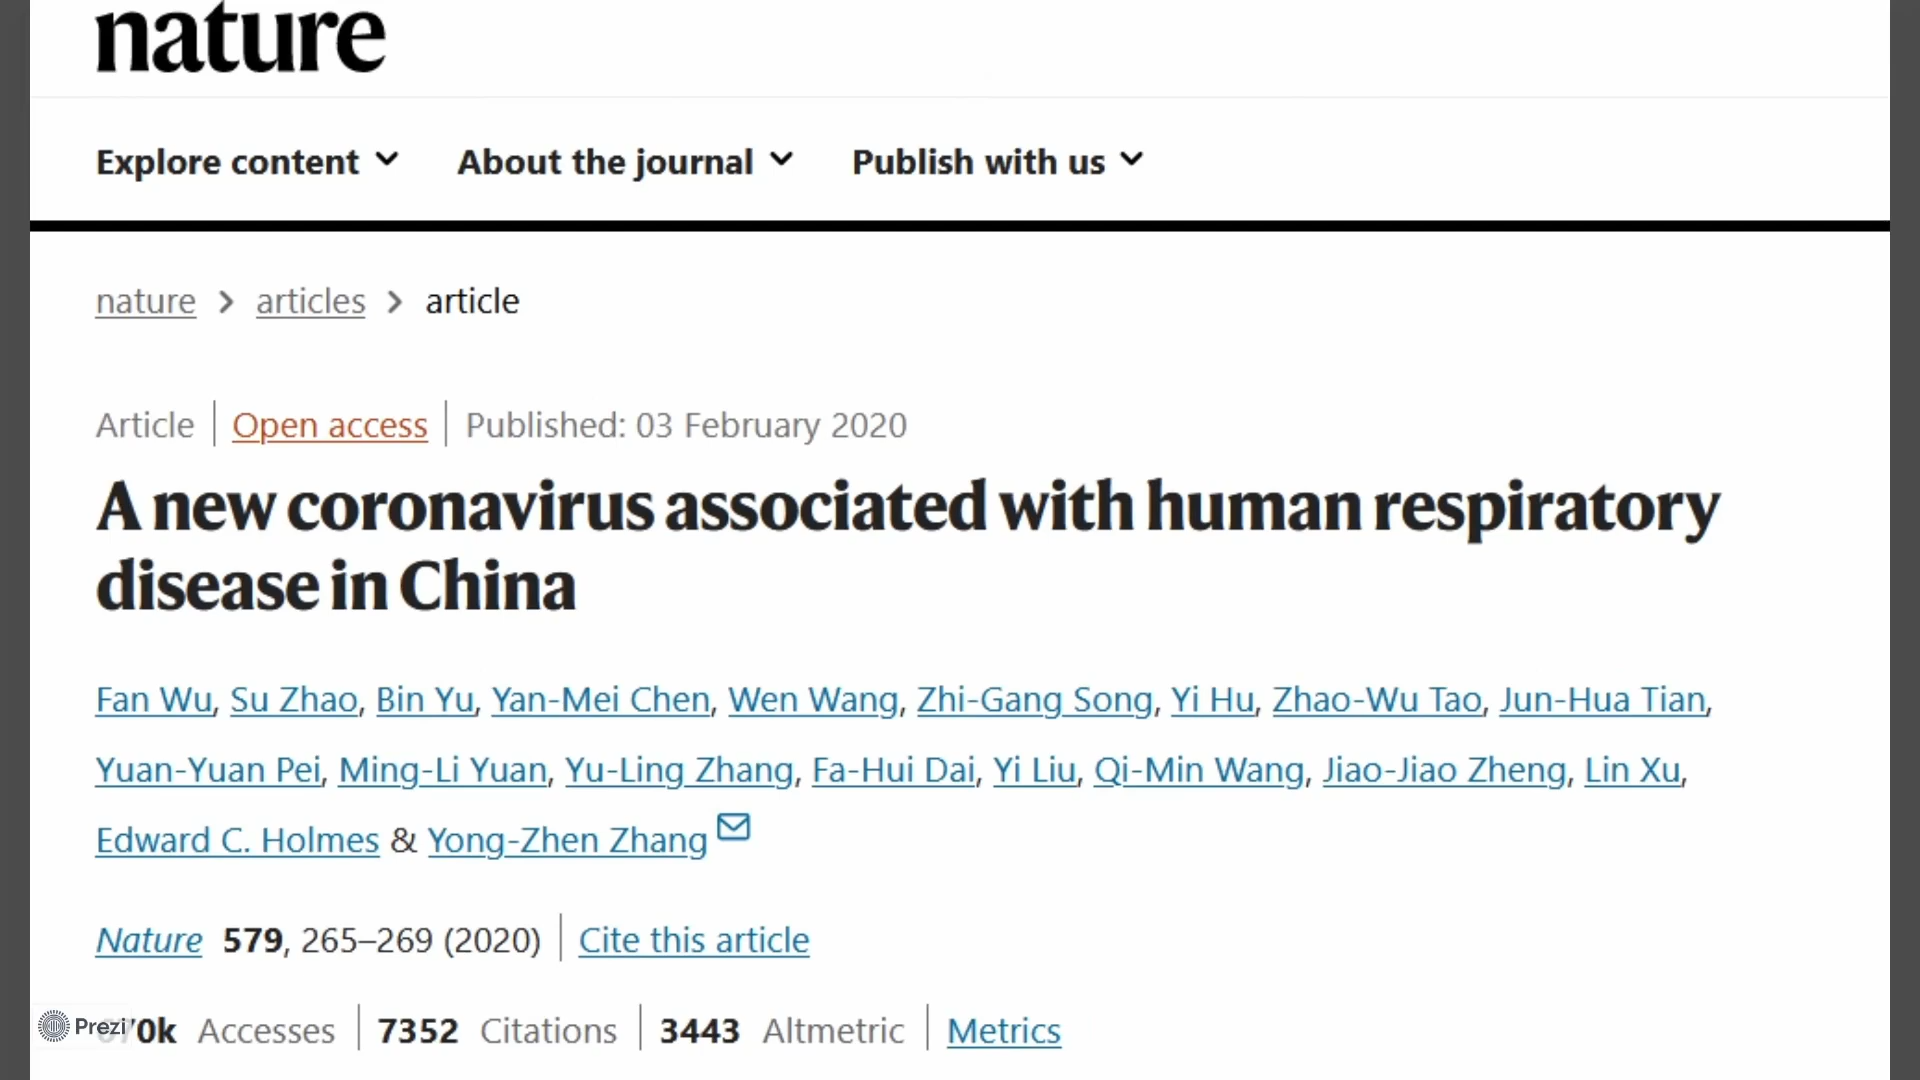 nature
Explore content
About the journal
Publish with us
nature > articles > article
Article | Open access | Published: 03 February 2020
A new coronavirus associated with human respiratory
disease in China
Fan Wu, Su Zhao, Bin Yu, Yan-Mei Chen, Wen Wang, Zhi-Gang Song, Yi Hu, Zhao-Wu Tao, Jun-Hua Tian,
Yuan-Yuan Pei, Ming-Li Yuan, Yu-Ling Zhang, Fa-Hui Dai, Yi Liu, Qi-Min Wang, Jiao-Jiao Zheng, Lin Xu,
Edward C. Holmes & Yong-Zhen Zhang
Nature 579, 265–269 (2020) | Cite this article
Prezi
Accesses | 7352 Citations | 3443 Altmetric | Metrics